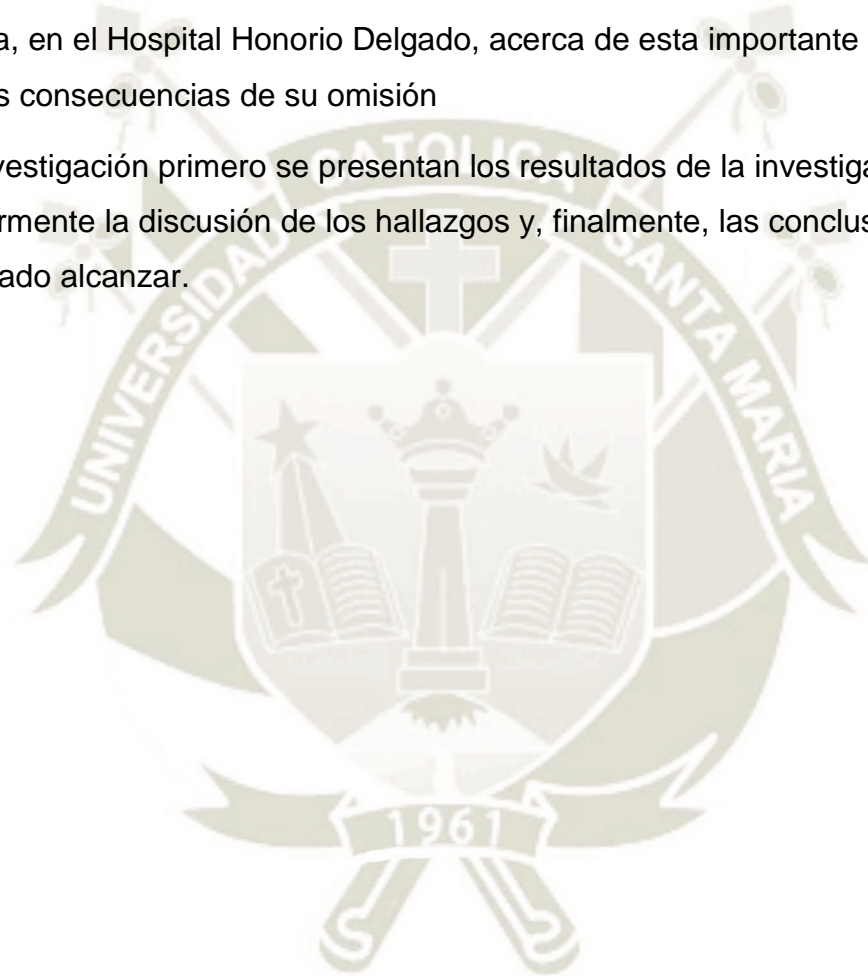 a, en el Hospital Honorio Delgado, acerca de esta importante
s consecuencias de su omisión
vestigación primero se presentan los resultados de la investiga
rmente la discusión de los hallazgos y, finalmente, las conclus
ado alcanzar.
UNIVERSIDAD CATOLICA SANTA MARIA
1961